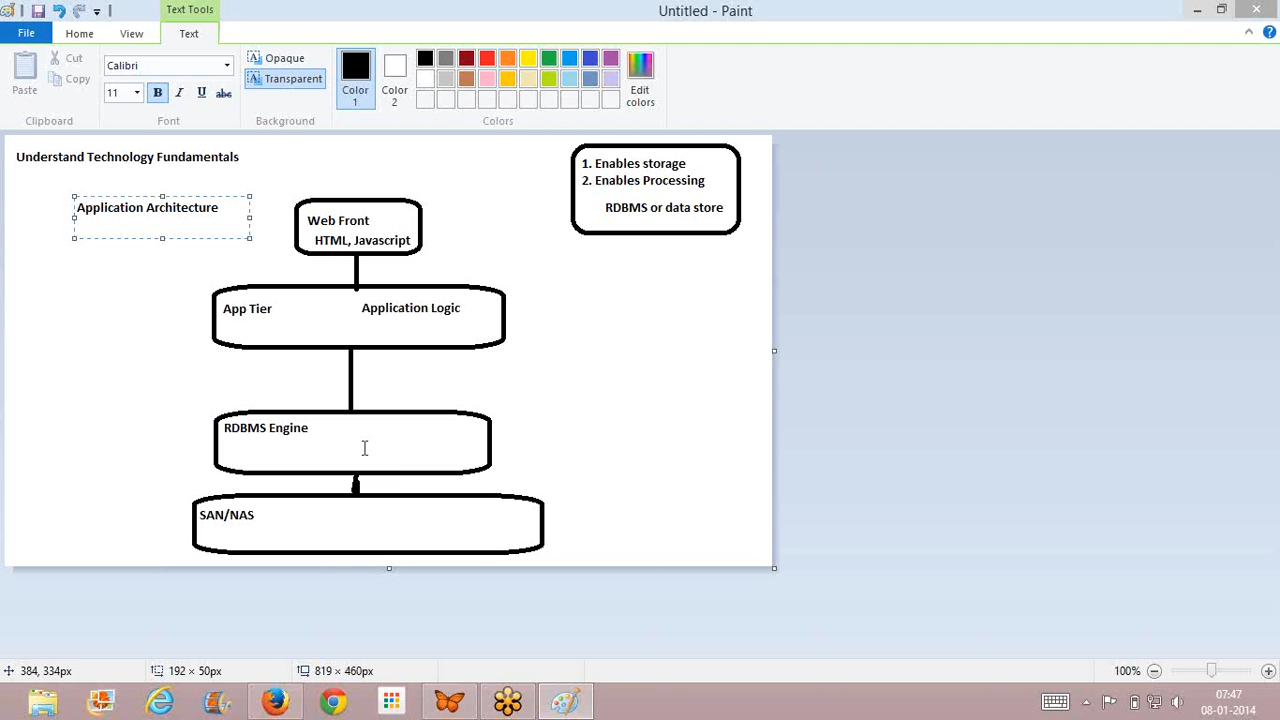 Text Tools
Untitled - Paint
File
Home
View
Text
Paste
Cut
Copy
Clipboard
Calibri
11
B
I
U
abc
Font
Opaque
Transparent
Background
Color
1
Color
2
Edit
colors
Colors
Understand Technology Fundamentals
1. Enables storage
2. Enables Processing
RDBMS or data store
Application Architecture
Web Front
HTML, Javascript
App Tier
Application Logic
RDBMS Engine
SAN/NAS
384, 334px
192 × 50px
819 × 460px
100%
07:47
08-01-2014